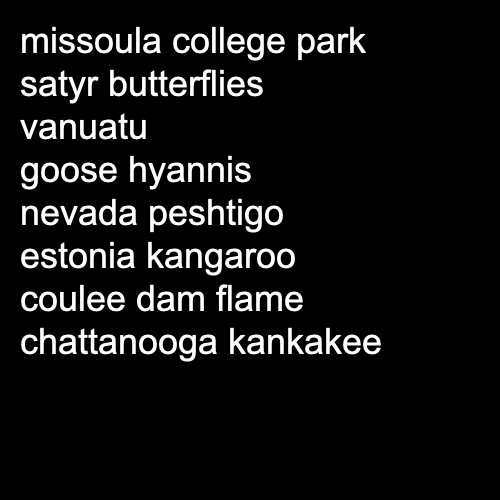 missoula college park
satyr butterflies
vanuatu
goose hyannis
nevada peshtigo
estonia kangaroo
coulee dam flame
chattanooga kankakee